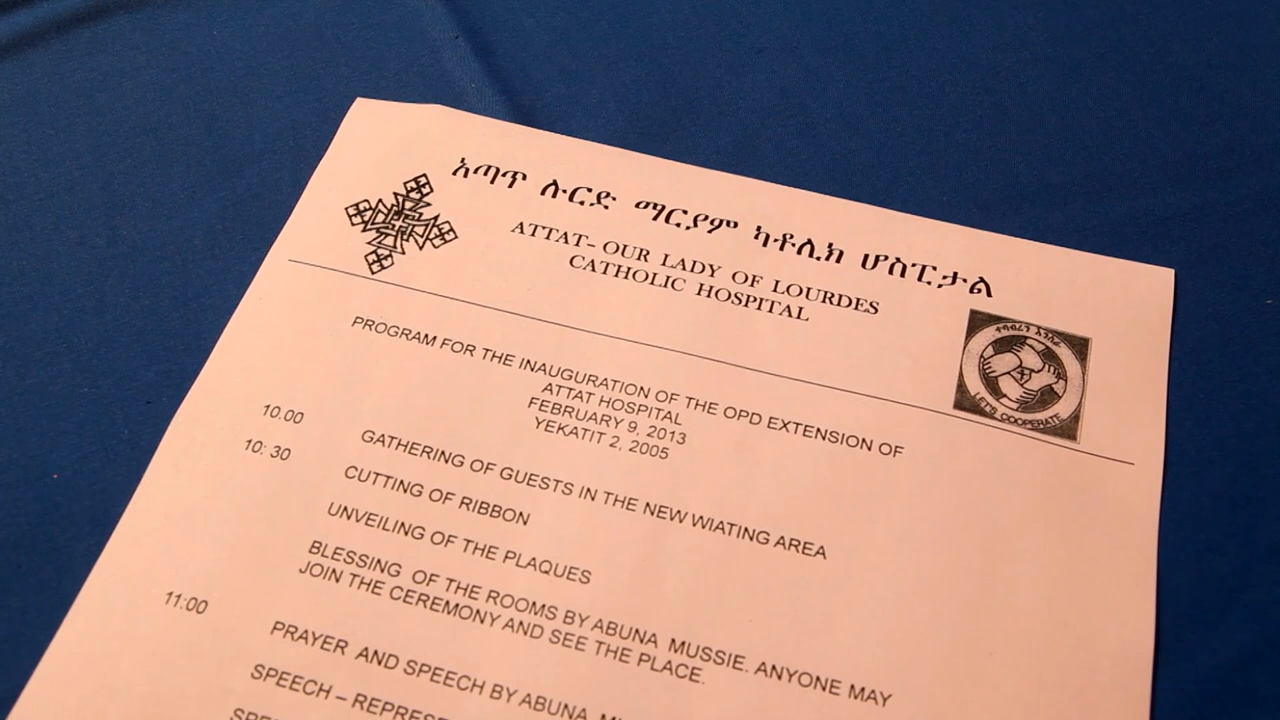 አጣጥ ሉርድ ማርያም ካቶሊክ ሆስፒታል
ATTAT- OUR LADY OF LOURDES
CATHOLIC HOSPITAL
ተባብረን እንስራ
LET'S COOPERATE
PROGRAM FOR THE INAUGURATION OF THE OPD EXTENSION OF
ATTAT HOSPITAL
FEBRUARY 9, 2013
YEKATIT 2, 2005
10.00 GATHERING OF GUESTS IN THE NEW WIATING AREA
10: 30 CUTTING OF RIBBON
UNVEILING OF THE PLAQUES
BLESSING OF THE ROOMS BY ABUNA MUSSIE. ANYONE MAY
JOIN THE CEREMONY AND SEE THE PLACE.
11:00 PRAYER AND SPEECH BY ABUNA
SPEECH –